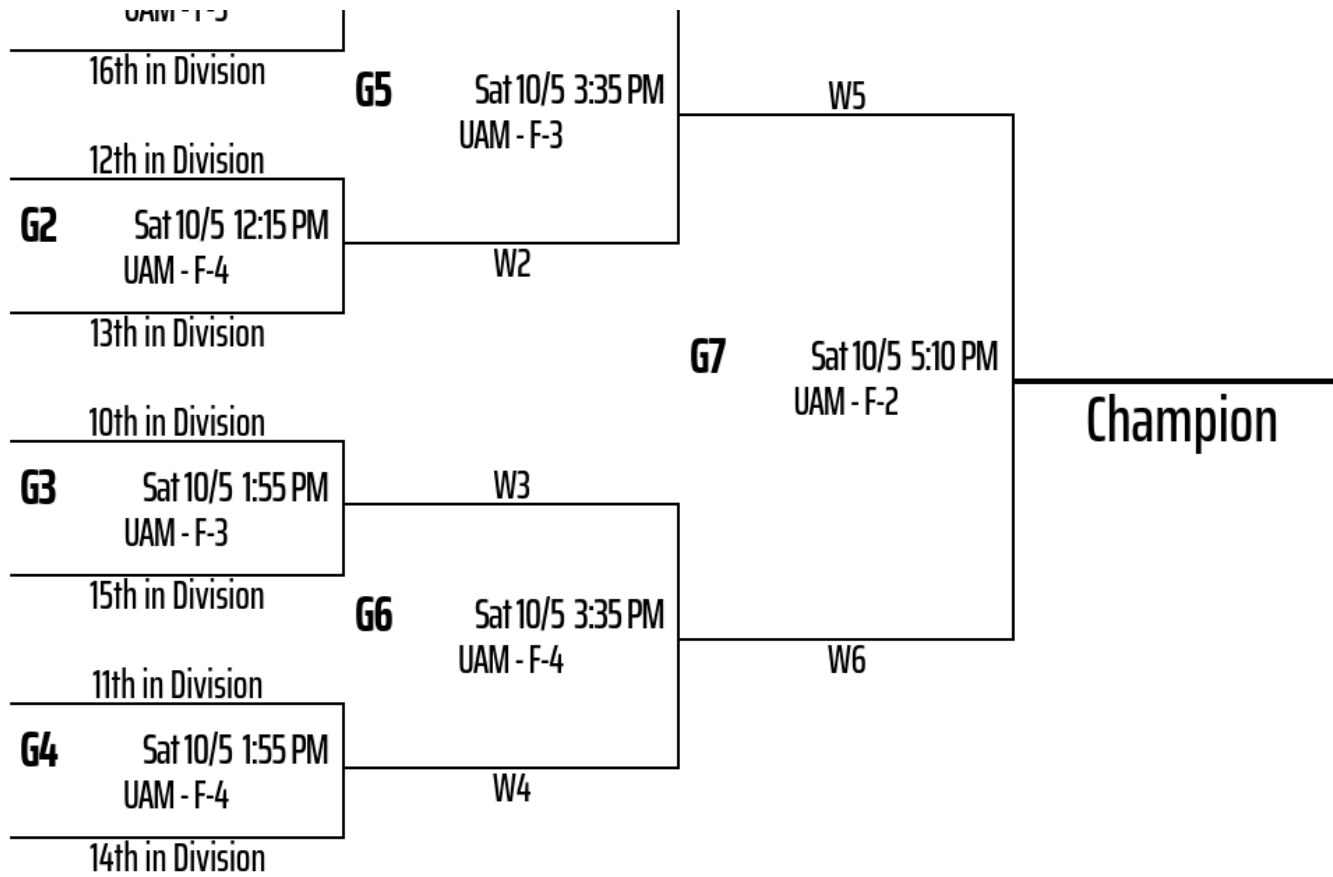 16th in Division
G5 Sat 10/5 3:35 PM
UAM - F-3
W5
12th in Division
G2 Sat 10/5 12:15 PM
UAM - F-4
W2
13th in Division
G7 Sat 10/5 5:10 PM
UAM - F-2
Champion
10th in Division
G3 Sat 10/5 1:55 PM
UAM - F-3
W3
15th in Division
G6 Sat 10/5 3:35 PM
UAM - F-4
W6
11th in Division
G4 Sat 10/5 1:55 PM
UAM - F-4
W4
14th in Division